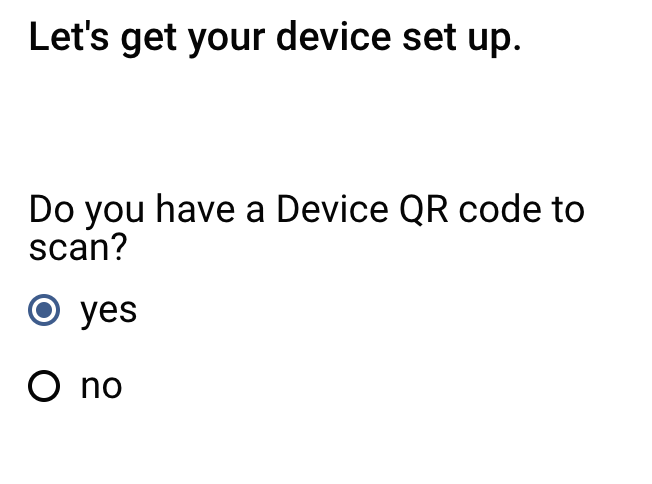 Let's get your device set up.
Do you have a Device QR code to
scan?
yes
no